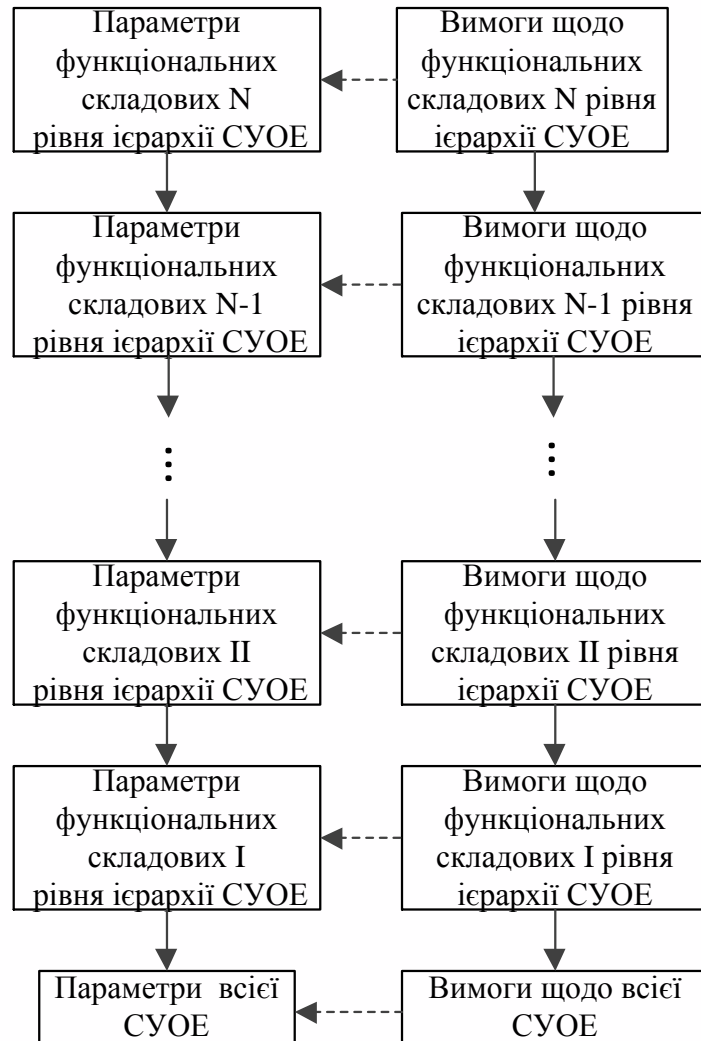 Параметри
функціональних
складових N
рівня ієрархії СУОЕ
Вимоги щодо
функціональних
складових N рівня
ієрархії СУОЕ
Параметри
функціональних
складових N-1
рівня ієрархії СУОЕ
Вимоги щодо
функціональних
складових N-1 рівня
ієрархії СУОЕ
...
...
Параметри
функціональних
складових II
рівня ієрархії СУОЕ
Вимоги щодо
функціональних
складових II рівня
ієрархії СУОЕ
Параметри
функціональних
складових I
рівня ієрархії СУОЕ
Вимоги щодо
функціональних
складових I рівня
ієрархії СУОЕ
Параметри всієї
СУОЕ
Вимоги щодо всієї
СУОЕ